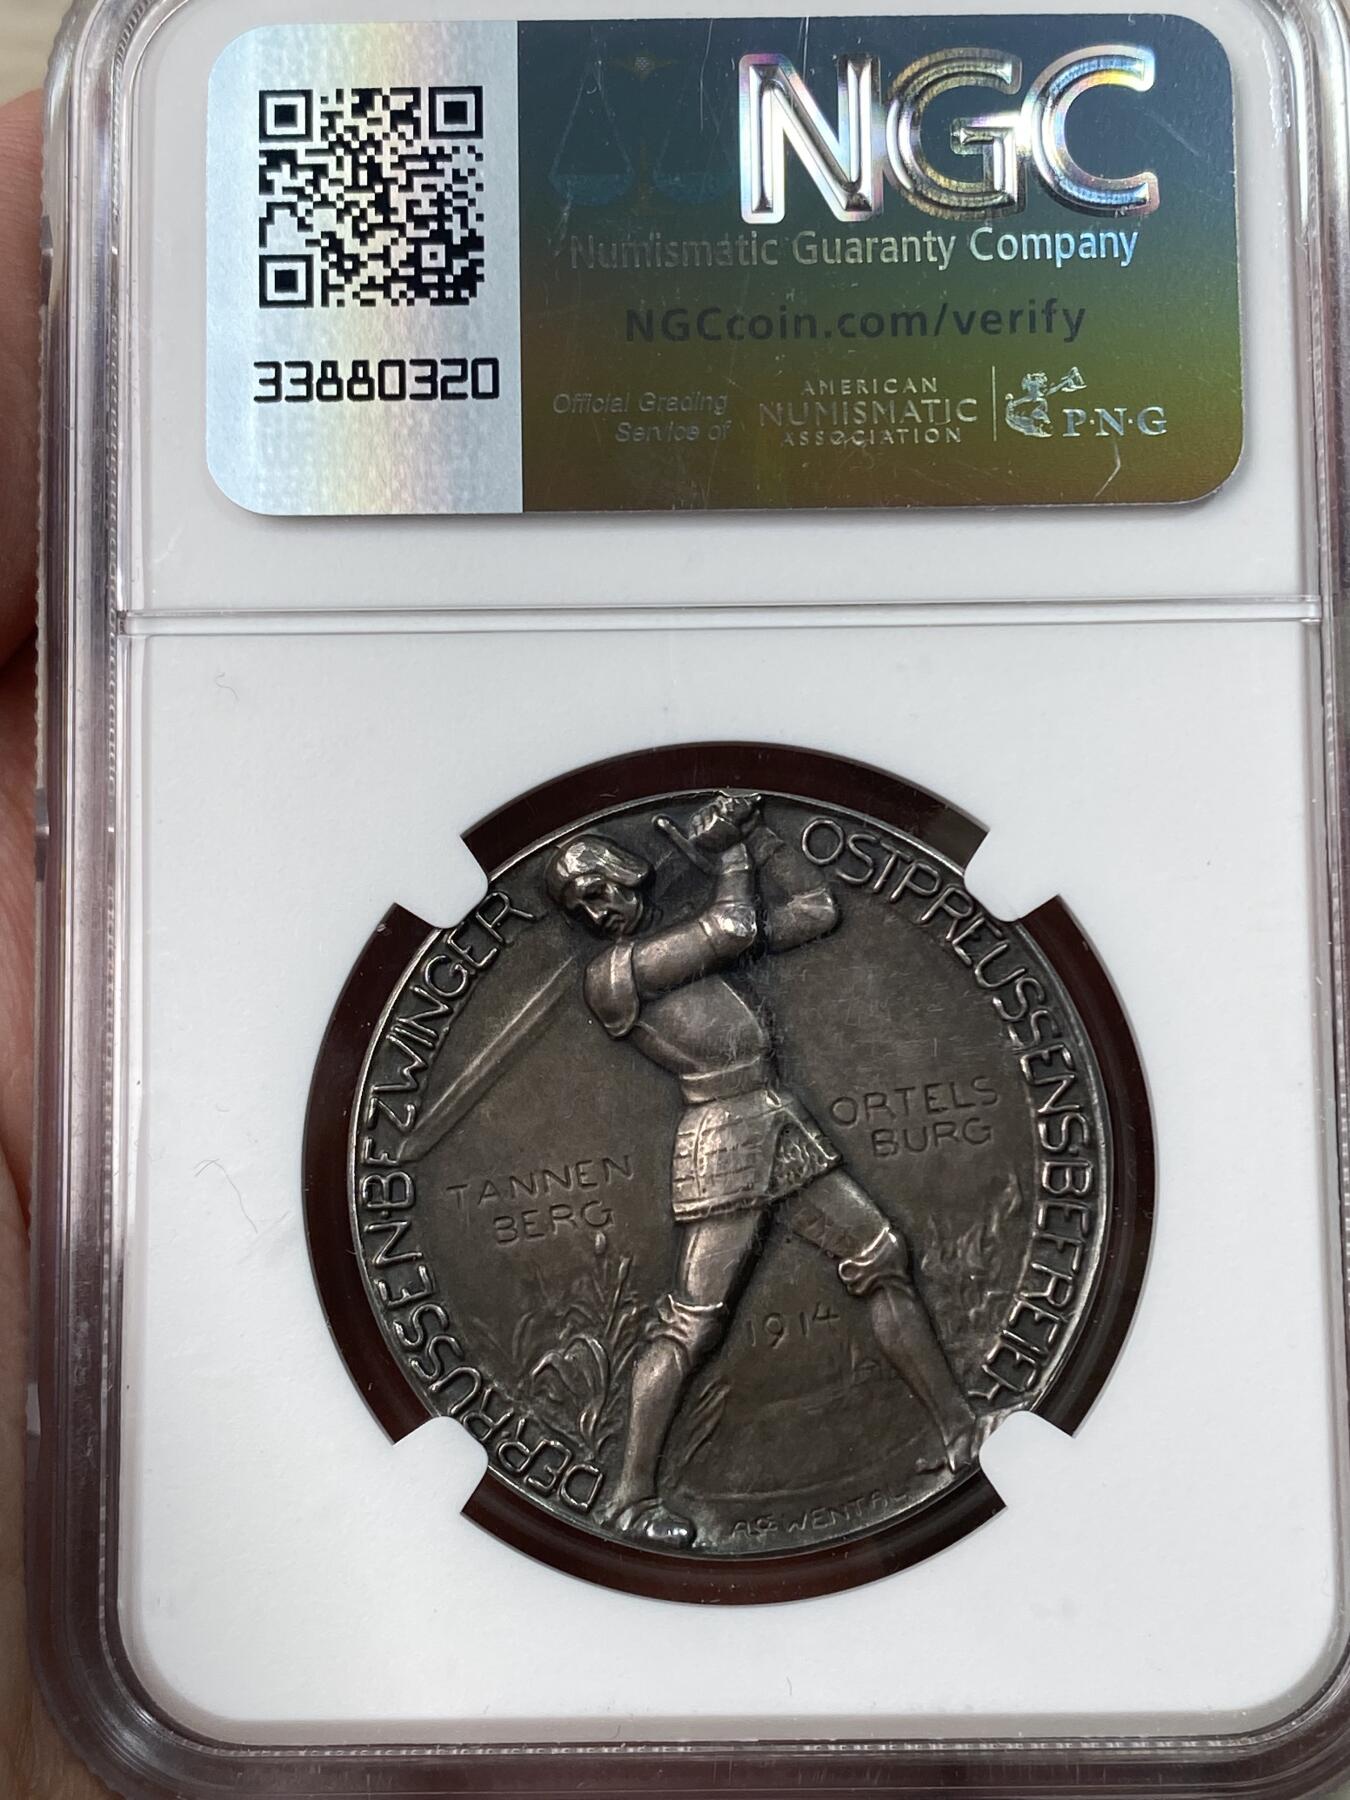 NGC
Numismatic Guaranty Company
NGCcoin.com/verify
33880320
Official Grading
Service of
AMERICAN
NUMISMATIC
ASSOCIATION
P·N·G
DER RUSSEN·BEZWINGER
OSTPREUSSENS·BEFREIER
TANNEN
BERG
ORTELS
BURG
1914